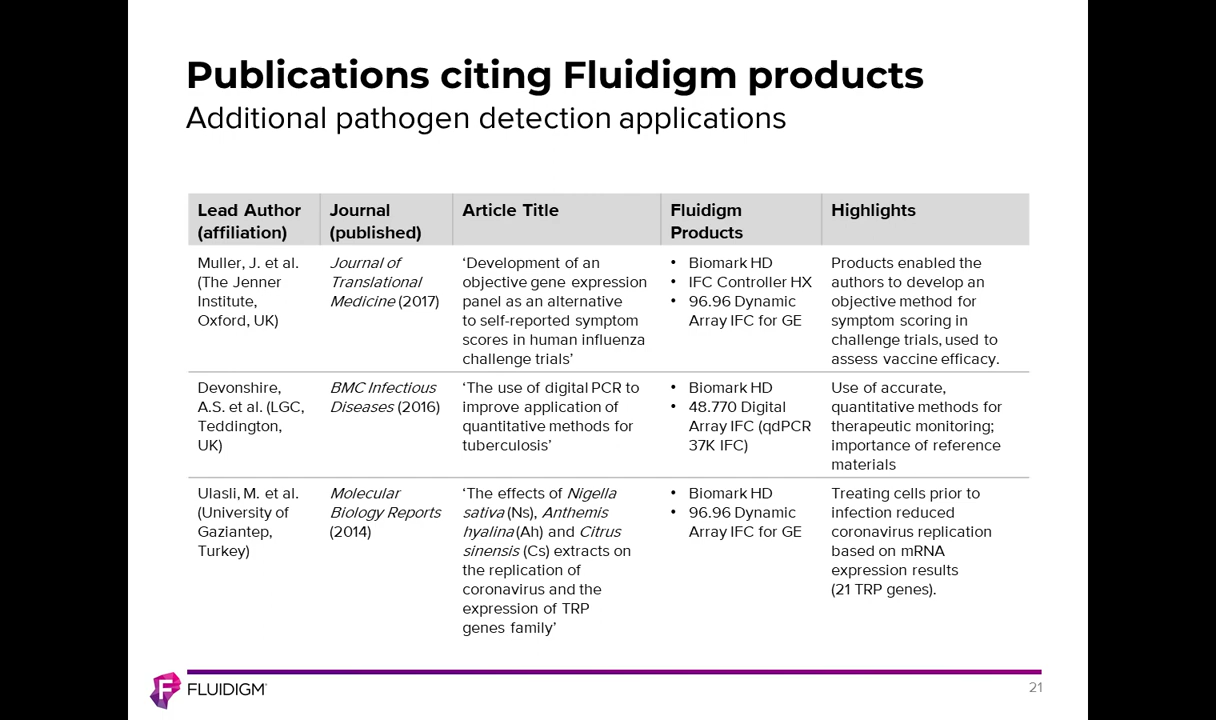 Publications citing Fluidigm products
Additional pathogen detection applications
Lead Author
(affiliation)
Journal
(published)
Article Title
Fluidigm
Products
Highlights
Muller, J. et al.
(The Jenner
Institute,
Oxford, UK)
Journal of
Translational
Medicine (2017)
‘Development of an
objective gene expression
panel as an alternative
to self-reported symptom
scores in human influenza
challenge trials’
• Biomark HD
• IFC Controller HX
• 96.96 Dynamic
Array IFC for GE
Products enabled the
authors to develop an
objective method for
symptom scoring in
challenge trials, used to
assess vaccine efficacy.
Devonshire,
A.S. et al. (LGC,
Teddington,
UK)
BMC Infectious
Diseases (2016)
‘The use of digital PCR to
improve application of
quantitative methods for
tuberculosis’
• Biomark HD
• 48.770 Digital
Array IFC (qdPCR
37K IFC)
Use of accurate,
quantitative methods for
therapeutic monitoring;
importance of reference
materials
Ulasli, M. et al.
(University of
Gaziantep,
Turkey)
Molecular
Biology Reports
(2014)
‘The effects of Nigella
sativa (Ns), Anthemis
hyalina (Ah) and Citrus
sinensis (Cs) extracts on
the replication of
coronavirus and the
expression of TRP
genes family’
• Biomark HD
• 96.96 Dynamic
Array IFC for GE
Treating cells prior to
infection reduced
coronavirus replication
based on mRNA
expression results
(21 TRP genes).
FLUIDIGM
21